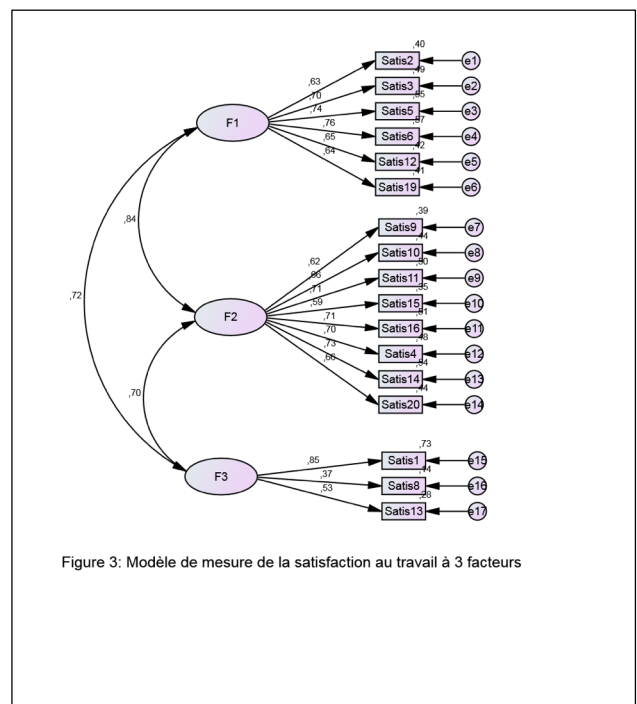 ,40
Satis2
e1
,63
,49
Satis3
e2
,70
,55
Satis5
e3
,74
,57
Satis6
e4
,76
,42
Satis12
e5
,65
,41
Satis19
e6
,64
F1
,84
,39
Satis9
e7
,62
,44
Satis10
e8
,66
,50
Satis11
e9
,71
,35
Satis15
e10
,59
,51
Satis16
e11
,71
,48
Satis4
e12
,70
,54
Satis14
e13
,73
,44
Satis20
e14
,66
F2
,72
,70
,73
Satis1
e15
,85
,14
Satis8
e16
,37
,28
Satis13
e17
,53
F3
Figure 3: Modèle de mesure de la satisfaction au travail à 3 facteurs